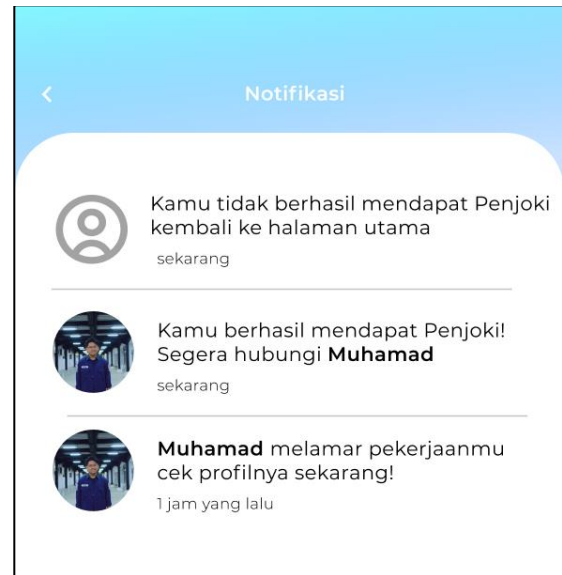 Notifikasi
Kamu tidak berhasil mendapat Penjoki
kembali ke halaman utama
sekarang
Kamu berhasil mendapat Penjoki!
Segera hubungi Muhamad
sekarang
Muhamad melamar pekerjaanmu
cek profilnya sekarang!
1 jam yang lalu